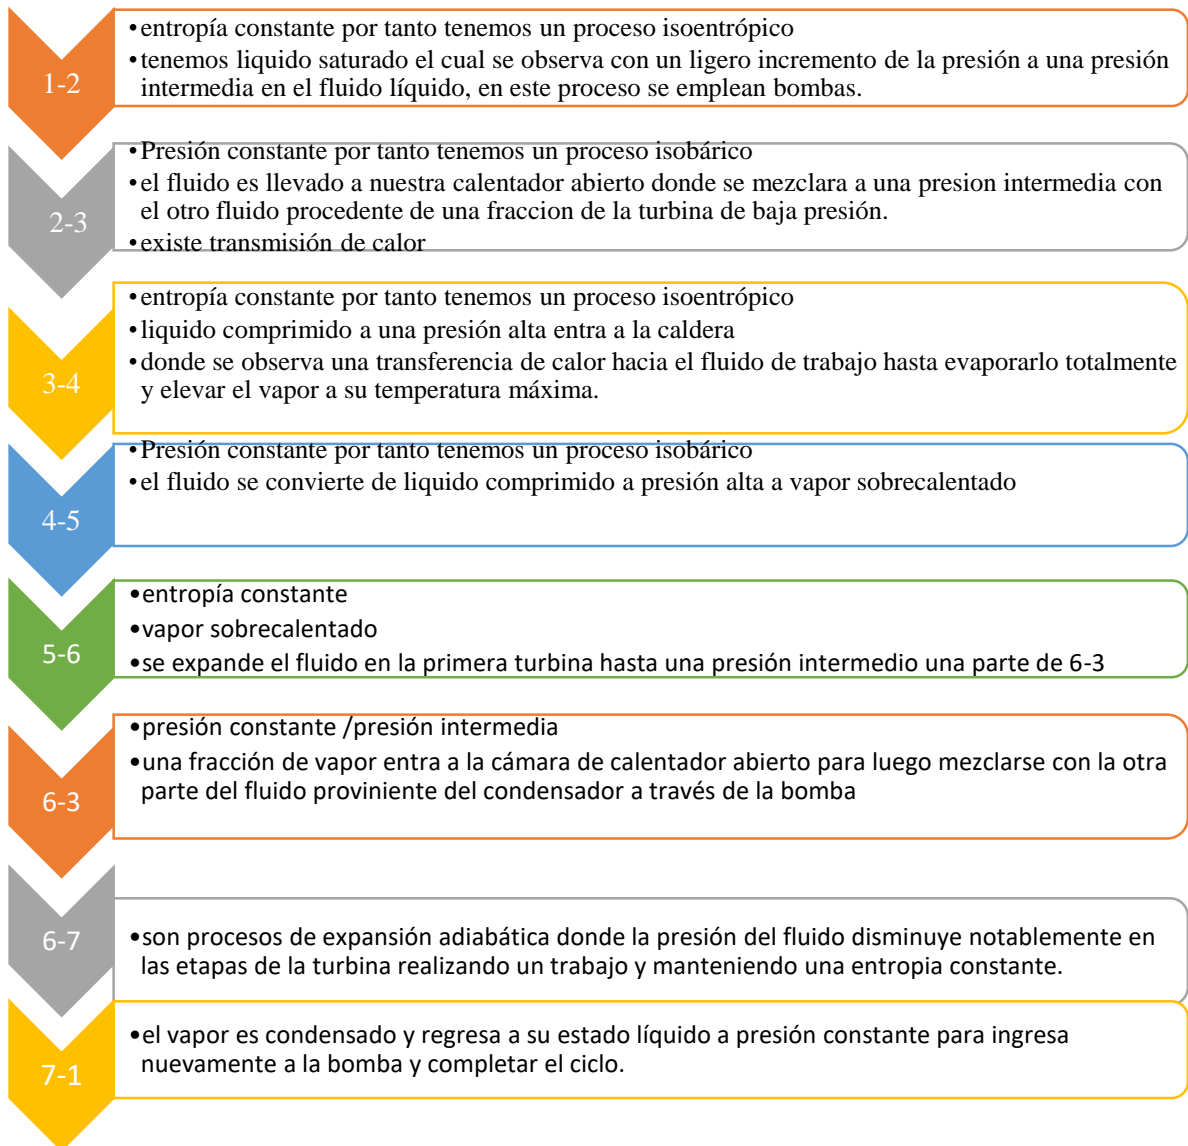 1-2
•entropía constante por tanto tenemos un proceso isoentrópico
•tenemos liquido saturado el cual se observa con un ligero incremento de la presión a una presión
intermedia en el fluido líquido, en este proceso se emplean bombas.
2-3
•Presión constante por tanto tenemos un proceso isobárico
•el fluido es llevado a nuestra calentador abierto donde se mezclara a una presion intermedia con
el otro fluido procedente de una fraccion de la turbina de baja presión.
•existe transmisión de calor
3-4
•entropía constante por tanto tenemos un proceso isoentrópico
•liquido comprimido a una presión alta entra a la caldera
•donde se observa una transferencia de calor hacia el fluido de trabajo hasta evaporarlo totalmente
y elevar el vapor a su temperatura máxima.
4-5
•Presión constante por tanto tenemos un proceso isobárico
•el fluido se convierte de liquido comprimido a presión alta a vapor sobrecalentado
5-6
•entropía constante
•vapor sobrecalentado
•se expande el fluido en la primera turbina hasta una presión intermedio una parte de 6-3
6-3
•presión constante /presión intermedia
•una fracción de vapor entra a la cámara de calentador abierto para luego mezclarse con la otra
parte del fluido proviniente del condensador a través de la bomba
6-7
•son procesos de expansión adiabática donde la presión del fluido disminuye notablemente en
las etapas de la turbina realizando un trabajo y manteniendo una entropia constante.
7-1
•el vapor es condensado y regresa a su estado líquido a presión constante para ingresa
nuevamente a la bomba y completar el ciclo.